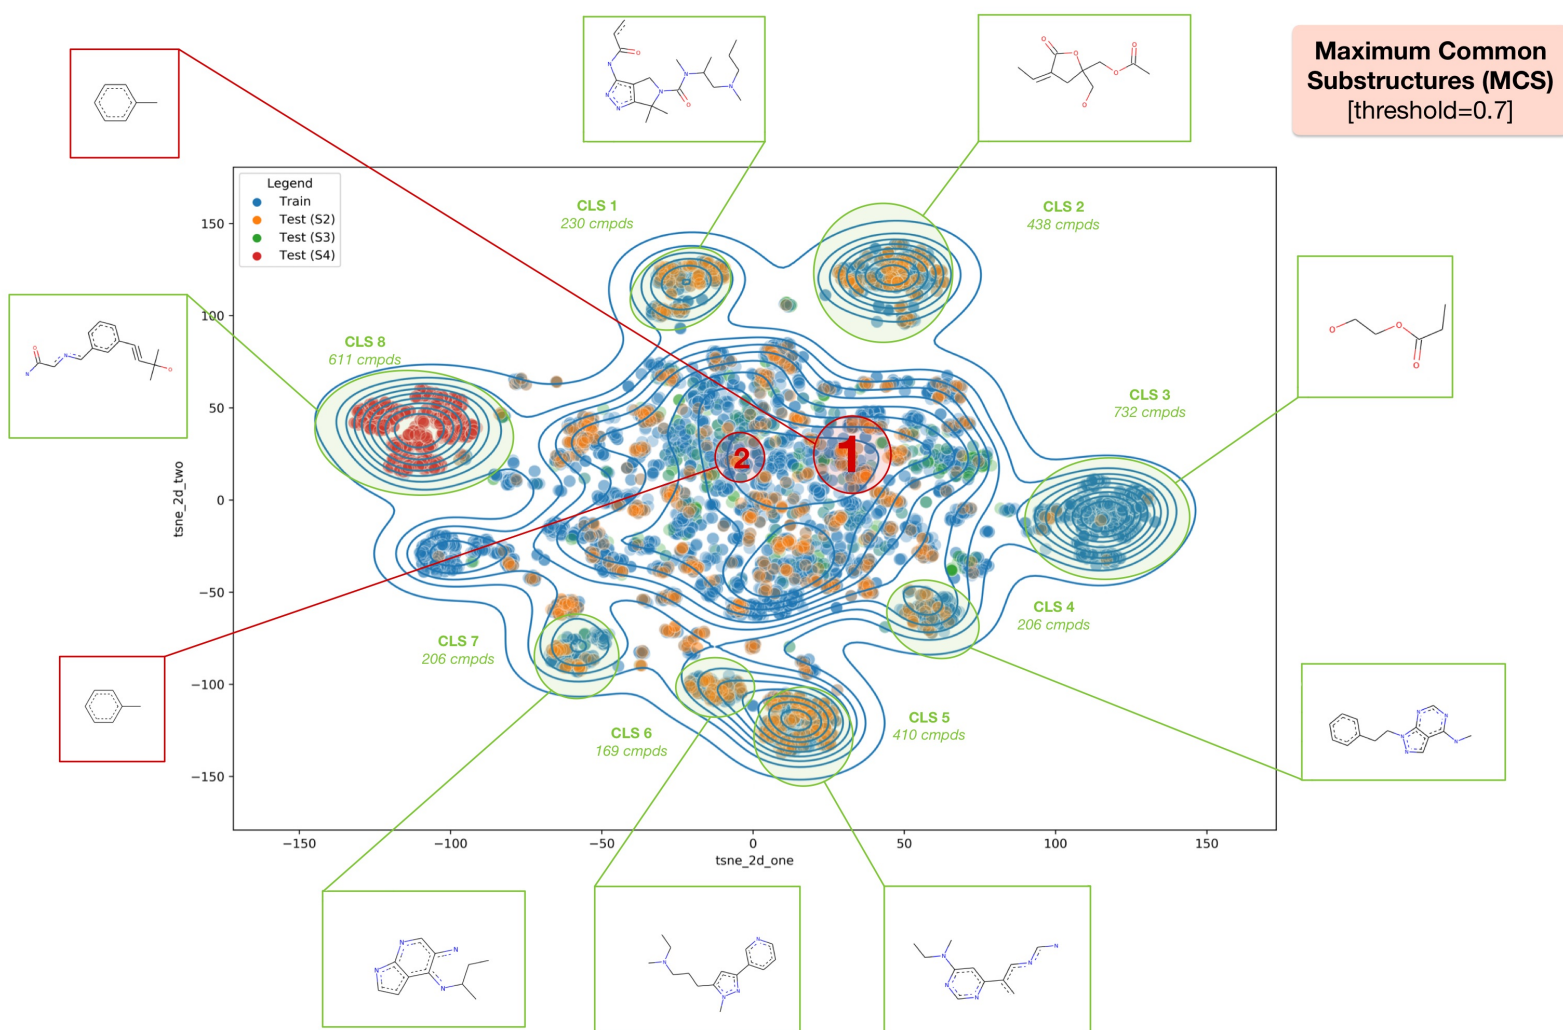 Maximum Common
Substructures (MCS)
[threshold=0.7]
Legend
Train
Test (S2)
Test (S3)
Test (S4)
CLS 1
230 cmpds
CLS 2
438 cmpds
CLS 3
732 cmpds
CLS 4
206 cmpds
CLS 5
410 cmpds
CLS 6
169 cmpds
CLS 7
206 cmpds
CLS 8
611 cmpds
1
2
150
100
50
0
−50
−100
−150
tsne_2d_two
−150
−100
−50
0
50
100
150
tsne_2d_one